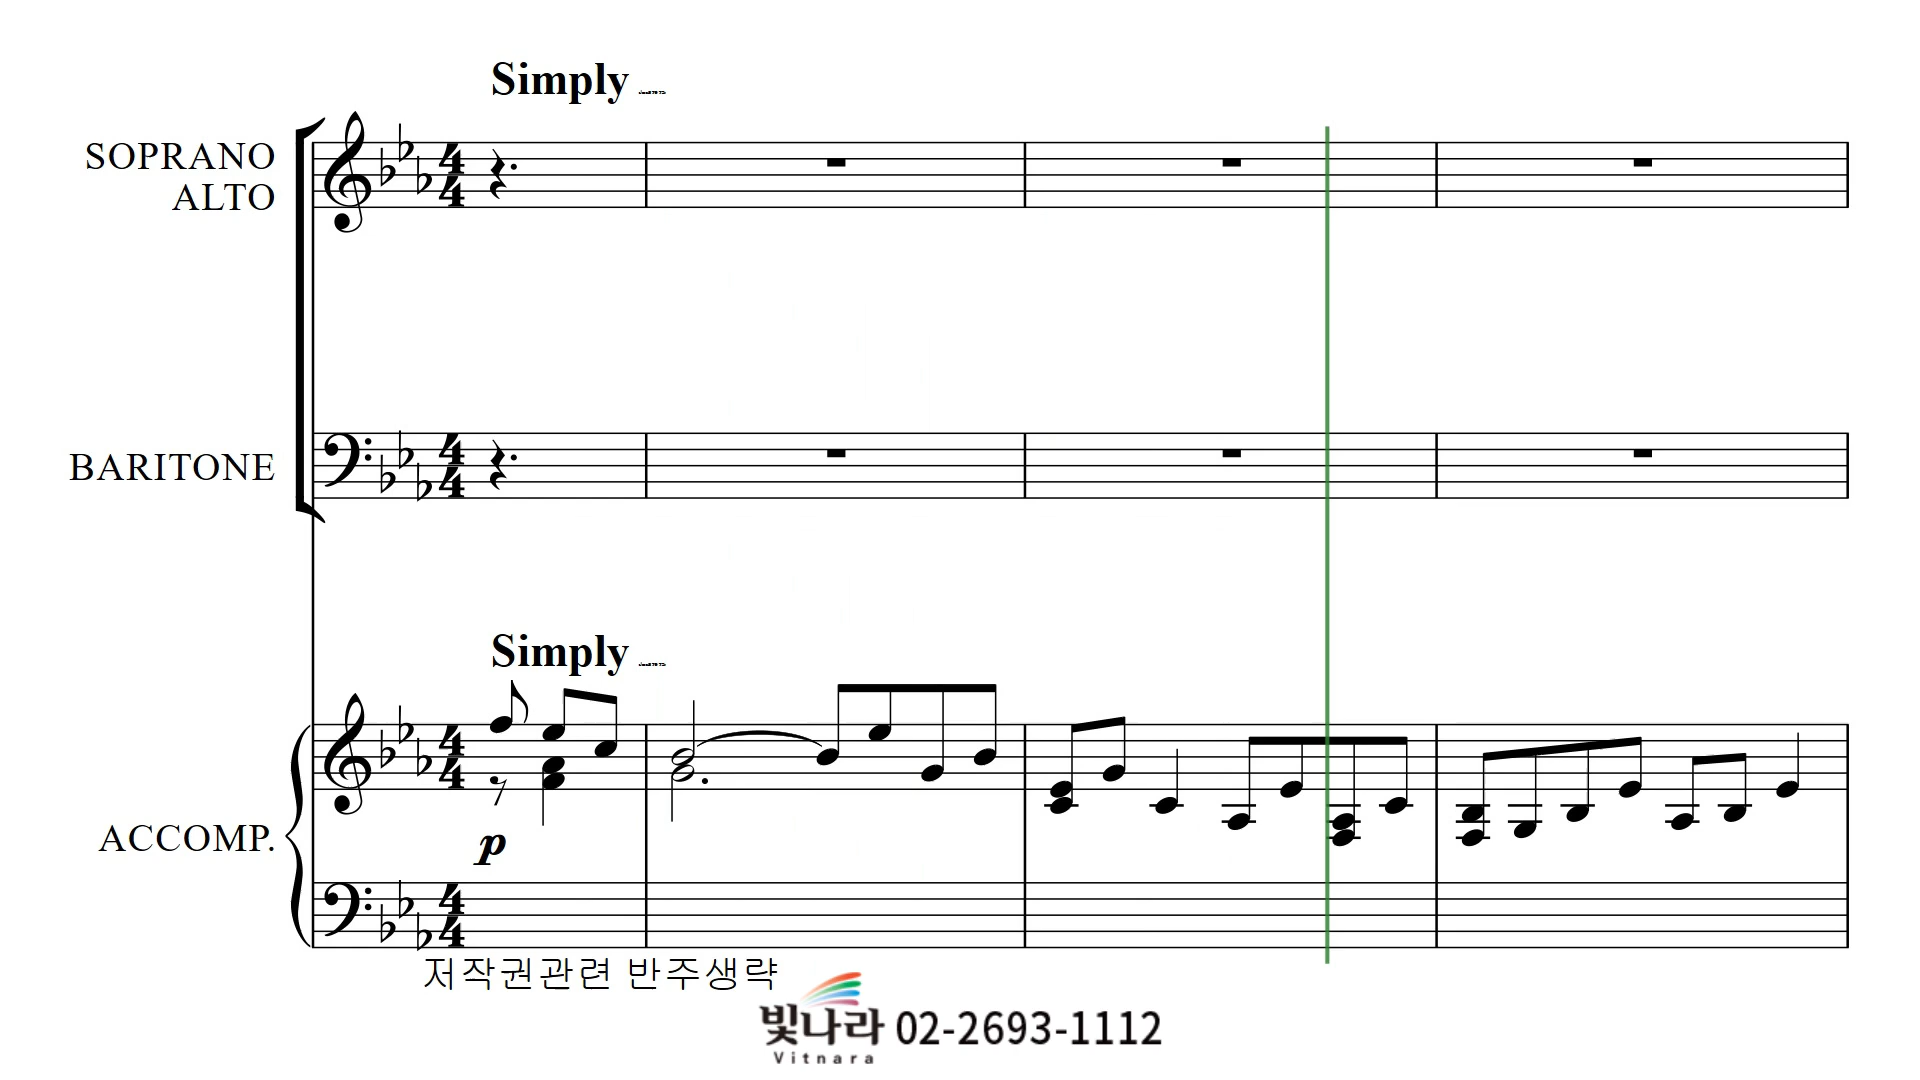 Simply
SOPRANO
ALTO
BARITONE
Simply
ACCOMP.
p
저작권관련 반주생략
빛나라 02-2693-1112
Vitnara